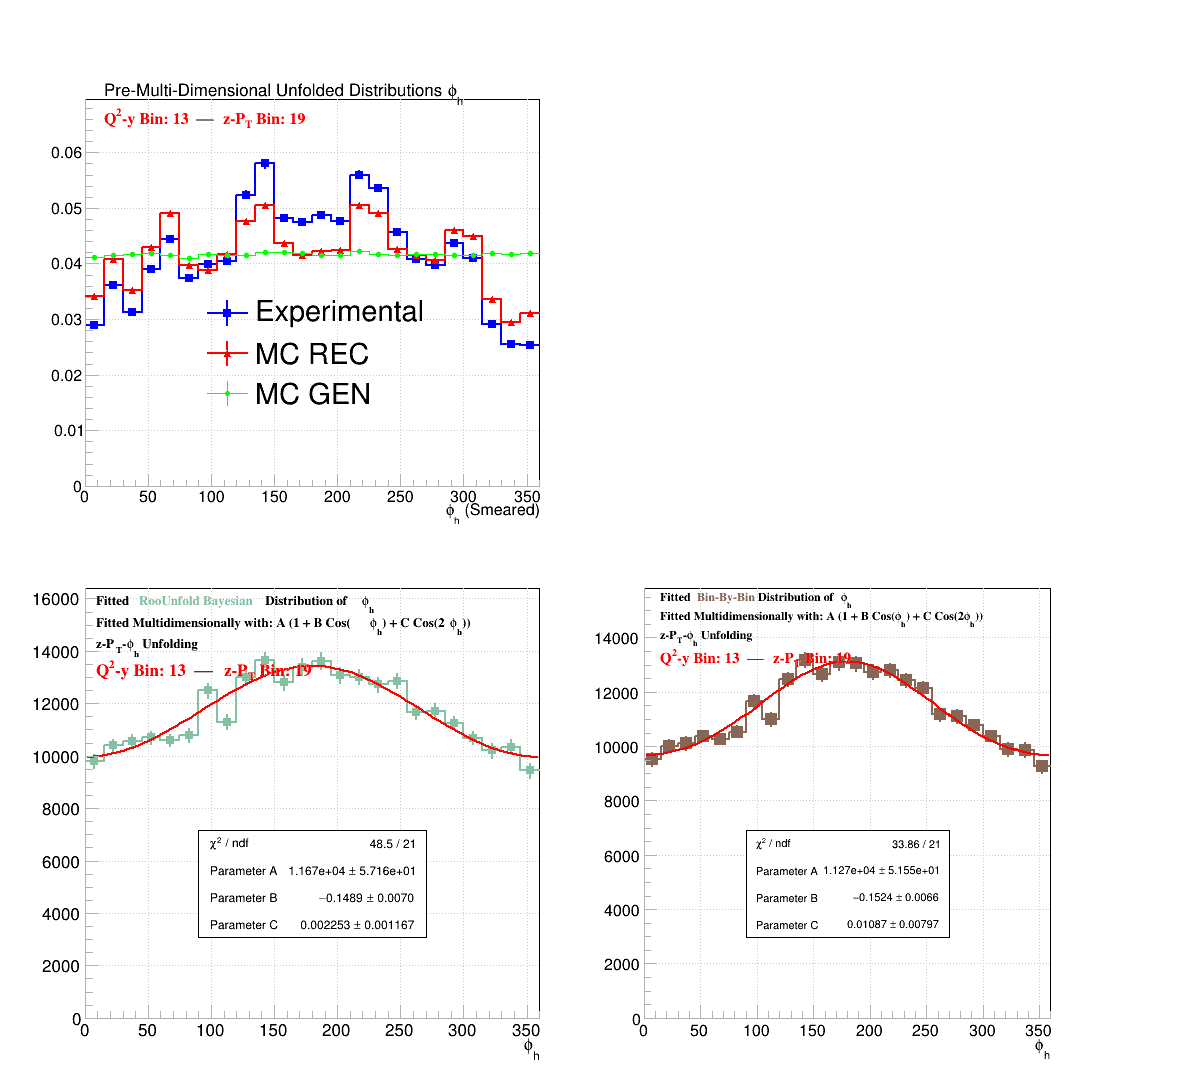 Pre-Multi-Dimensional Unfolded Distributions ϕh
Q2-y Bin: 13 — z-PT Bin: 19
0.06
0.05
0.04
0.03
0.02
0.01
0
Experimental
MC REC
MC GEN
0 50 100 150 200 250 300 350
ϕh (Smeared)
Fitted RooUnfold Bayesian Distribution of ϕh
Fitted Multidimensionally with: A (1 + B Cos( ϕh) + C Cos(2 ϕh))
z-PT-ϕh Unfolding
Q2-y Bin: 13 — z-PT Bin: 19
16000
14000
12000
10000
8000
6000
4000
2000
0
χ2 / ndf 48.5 / 21
Parameter A 1.167e+04 ± 5.716e+01
Parameter B −0.1489 ± 0.0070
Parameter C 0.002253 ± 0.001167
0 50 100 150 200 250 300 350
ϕh
Fitted Bin-By-Bin Distribution of ϕh
Fitted Multidimensionally with: A (1 + B Cos(ϕh) + C Cos(2ϕh))
z-PT-ϕh Unfolding
Q2-y Bin: 13 — z-PT Bin: 19
14000
12000
10000
8000
6000
4000
2000
0
χ2 / ndf 33.86 / 21
Parameter A 1.127e+04 ± 5.155e+01
Parameter B −0.1524 ± 0.0066
Parameter C 0.01087 ± 0.00797
0 50 100 150 200 250 300 350
ϕh